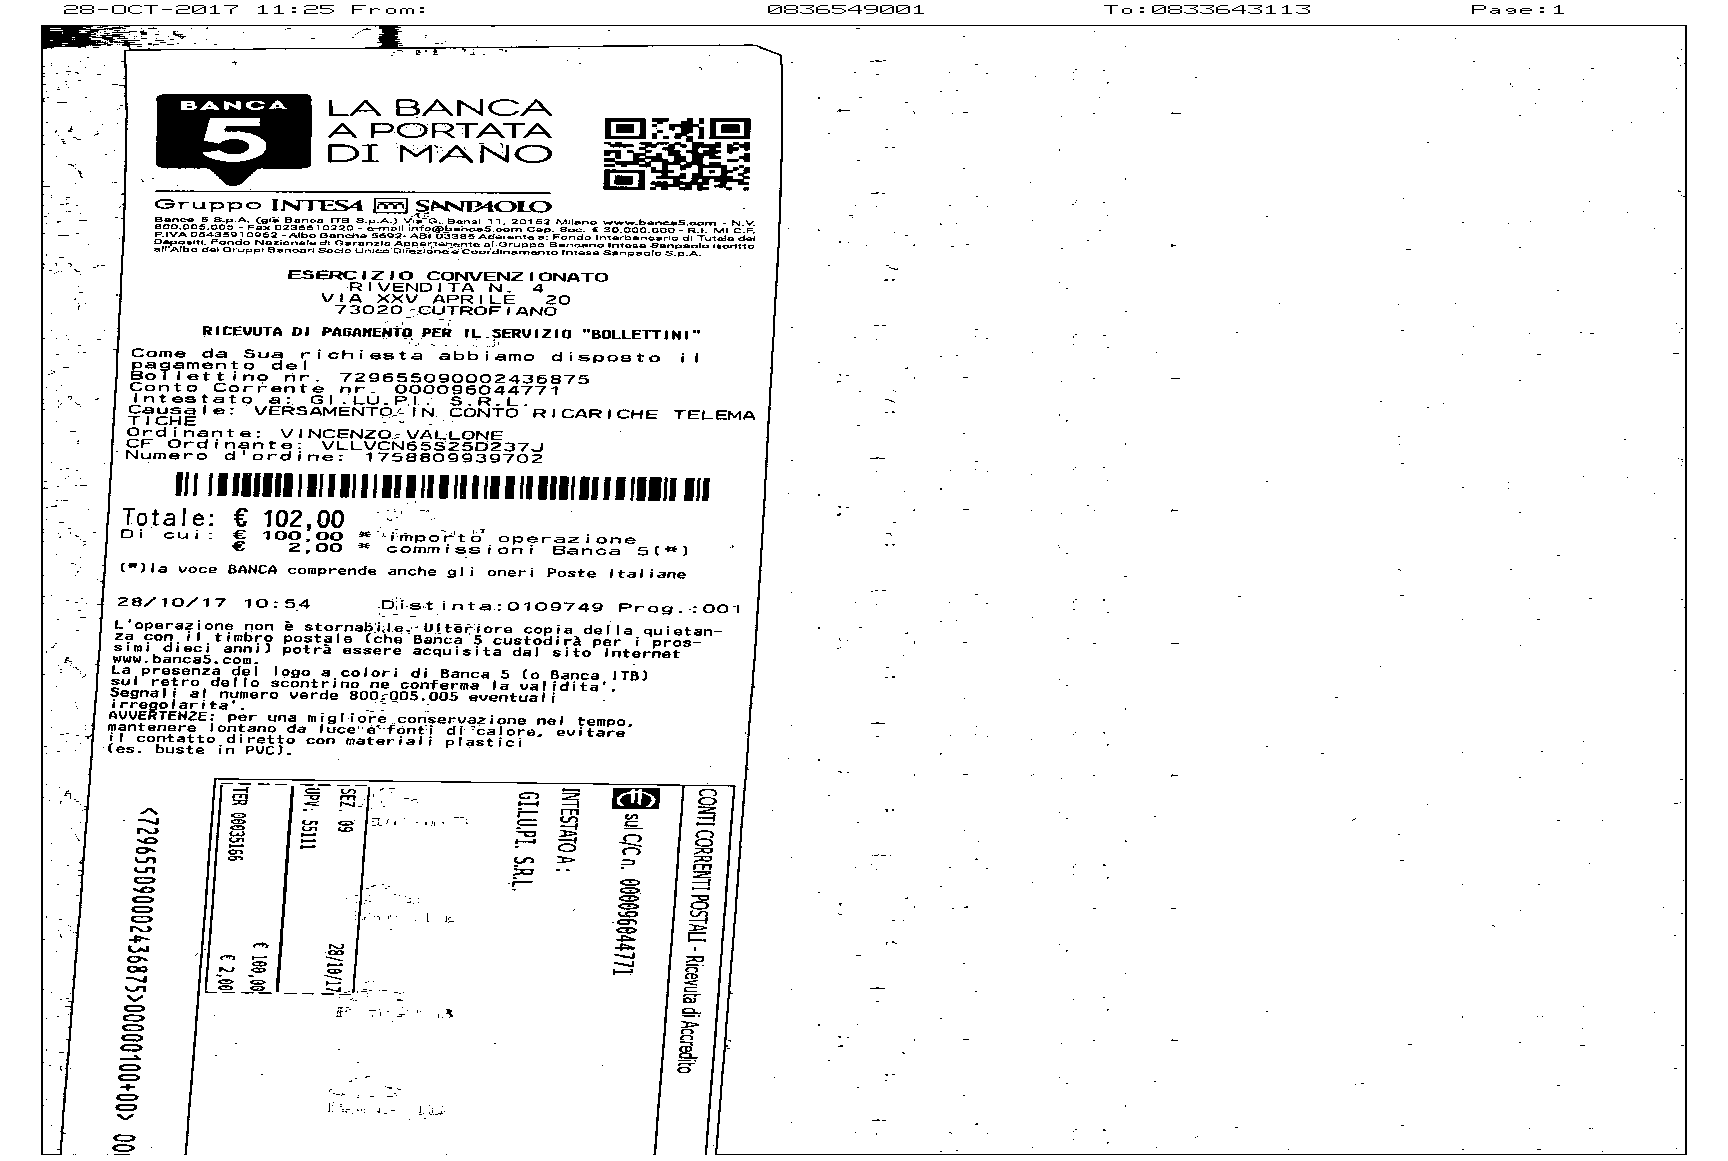 28-OCT-2017 11:25 From: 0836549001 To:0833643113 Page:1
BANCA
5
LA BANCA
A PORTATA
DI MANO
Gruppo INTESA SANPAOLO
Banca 5 S.p.A. (già Banca ITB S.p.A.) Via G. Bensi 11, 20152 Milano www.banca5.com - N.V.
800.005.005 - Fax 0236610220 - e-mail info@banca5.com Cap. Soc. € 30.000.000 - R.I. MI C.F.
P.IVA 06435910962 - Albo Banche 5692- ABI 03385 Aderente a: Fondo Interbancario di Tutela dei
Depositi, Fondo Nazionale di Garanzia Appartenente al Gruppo Bancario Intesa Sanpaolo iscritto
all'Albo dei Gruppi Bancari Socio Unico Direzione e Coordinamento Intesa Sanpaolo S.p.A.
ESERCIZIO CONVENZIONATO
RIVENDITA N. 4
VIA XXV APRILE 20
73020 CUTROFIANO
RICEVUTA DI PAGAMENTO PER IL SERVIZIO "BOLLETTINI"
Come da Sua richiesta abbiamo disposto il
pagamento del
Bollettino nr. 729655090002436875
Conto Corrente nr. 000096044771
Intestato a: GI.LU.PI. S.R.L.
Causale: VERSAMENTO IN CONTO RICARICHE TELEMA
TICHE
Ordinante: VINCENZO VALLONE
CF Ordinante: VLLVCN65S25D237J
Numero d'ordine: 1758809939702
Totale: € 102,00
Di cui: € 100,00 * importo operazione
€ 2,00 * commissioni Banca 5(*)
(*)la voce BANCA comprende anche gli oneri Poste Italiane
28/10/17 10:54 Distinta:0109749 Prog.:001
L'operazione non è stornabile. Ulteriore copia della quietan-
za con il timbro postale (che Banca 5 custodirà per i pros-
simi dieci anni) potrà essere acquisita dal sito Internet
www.banca5.com.
La presenza del logo a colori di Banca 5 (o Banca ITB)
sul retro dello scontrino ne conferma la validita'.
Segnali al numero verde 800.005.005 eventuali
irregolarita'.
AVVERTENZE: per una migliore conservazione nel tempo,
mantenere lontano da luce e fonti di calore, evitare
il contatto diretto con materiali plastici
(es. buste in PVC).
CONTI CORRENTI POSTALI - Ricevuta di Accredito
sul C/C n. 000096044771
INTESTATO A :
GI.LU.PI. S.R.L.
SEZ. 09
UPV. 55111 28/10/17
€ 100,00
TER 00035166 € 2,00
<729655090002436875>00000100+00>